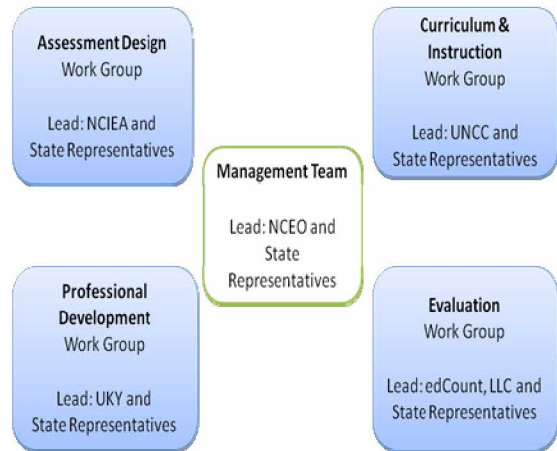 Assessment Design
Work Group
Lead: NCIEA and
State Representatives
Curriculum &
Instruction
Work Group
Lead: UNCC and
State Representatives
Management Team
Lead: NCEO and
State
Representatives
Professional
Development
Work Group
Lead: UKY and
State Representatives
Evaluation
Work Group
Lead: edCount, LLC and
State Representatives